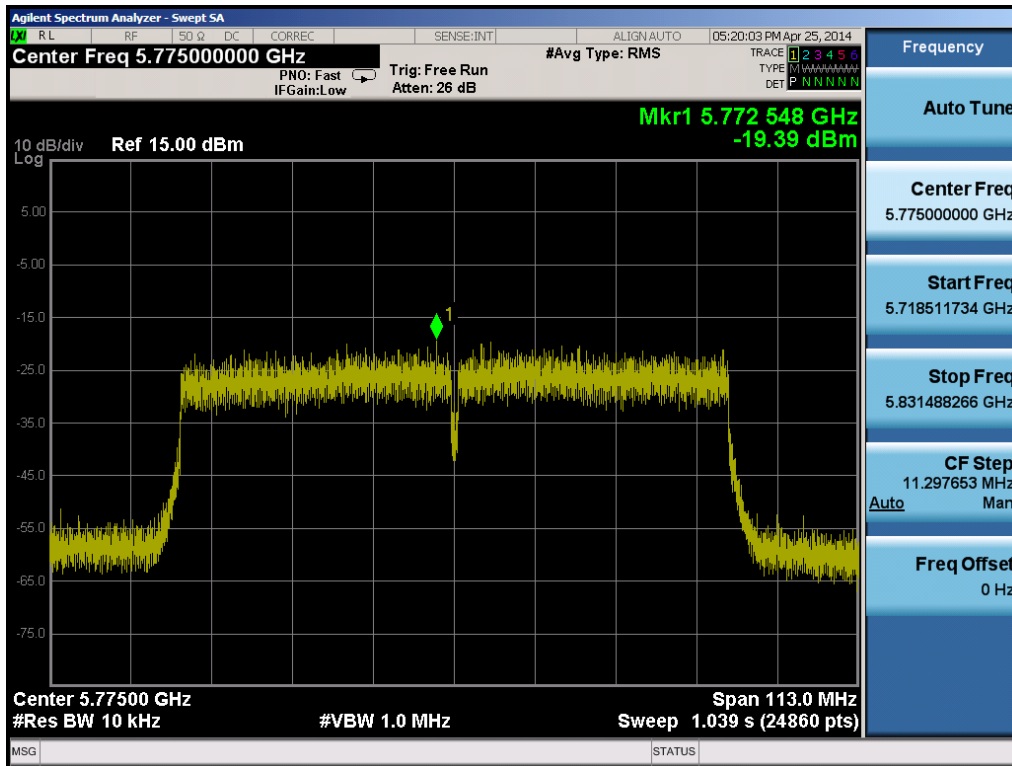 Agilent Spectrum Analyzer - Swept SA
LXI RL RF 50 Ω DC CORREC SENSE:INT ALIGN AUTO 05:20:03 PM Apr 25, 2014
Center Freq 5.775000000 GHz
PNO: Fast
IFGain:Low
Trig: Free Run
Atten: 26 dB
#Avg Type: RMS
TRACE 1 2 3 4 5 6
TYPE M W W W W W
DET P N N N N N
Mkr1 5.772 548 GHz
-19.39 dBm
10 dB/div Ref 15.00 dBm
Log
5.00
-5.00
-15.0
-25.0
-35.0
-45.0
-55.0
-65.0
-75.0
1
Center 5.77500 GHz Span 113.0 MHz
#Res BW 10 kHz #VBW 1.0 MHz Sweep 1.039 s (24860 pts)
MSG STATUS
Frequency
Auto Tune
Center Freq
5.775000000 GHz
Start Freq
5.718511734 GHz
Stop Freq
5.831488266 GHz
CF Step
11.297653 MHz
Auto Man
Freq Offset
0 Hz